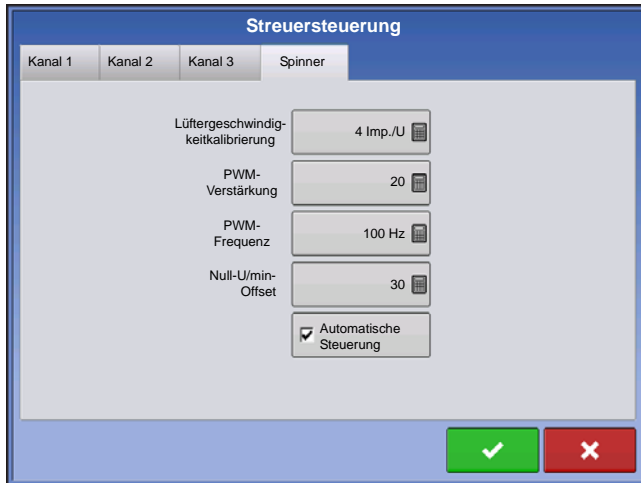 Streuersteuerung
Kanal 1
Kanal 2
Kanal 3
Spinner
Lüftergeschwindig-
keitkalibrierung
4 Imp./U
PWM-
Verstärkung
20
PWM-
Frequenz
100 Hz
Null-U/min-
Offset
30
Automatische
Steuerung